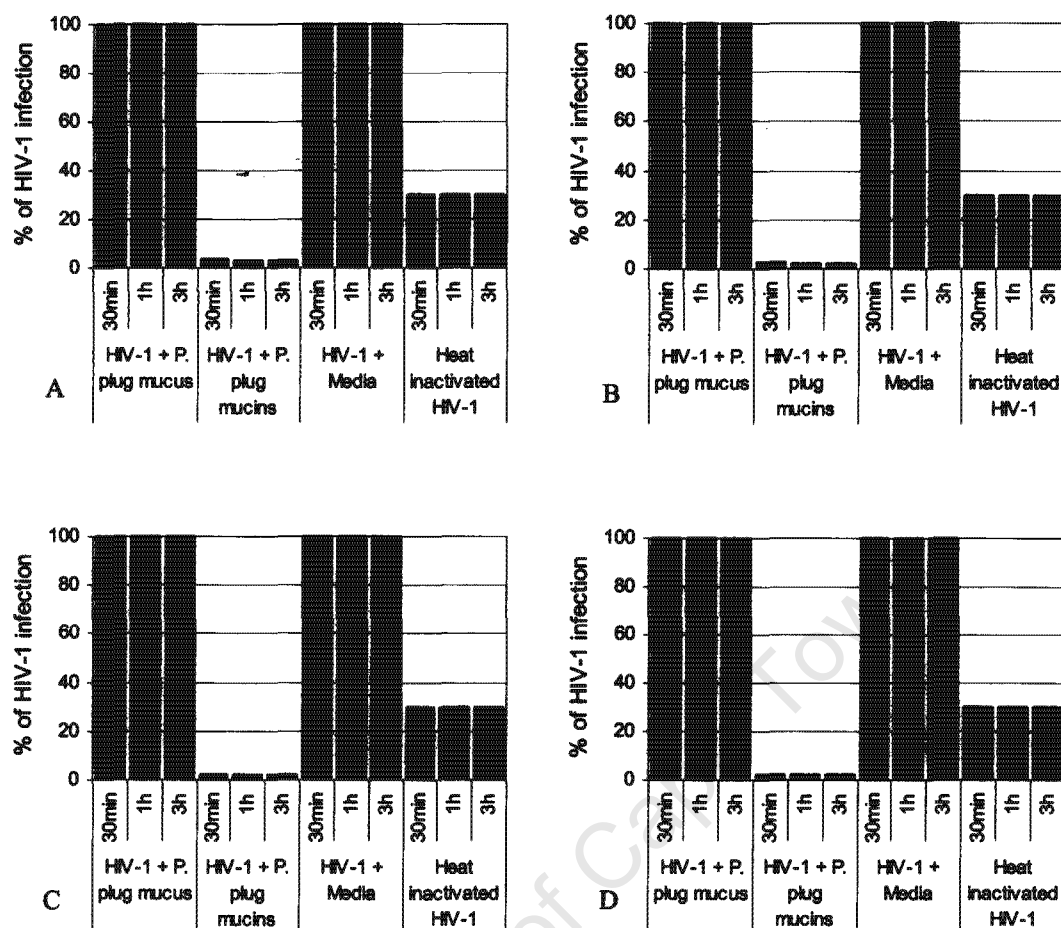 % of HIV-1 infection
100
80
60
40
20
0
30min 1h 3h 30min 1h 3h 30min 1h 3h 30min 1h 3h
HIV-1 + P. plug mucus
HIV-1 + P. plug mucins
HIV-1 + Media
Heat inactivated HIV-1
A
% of HIV-1 infection
100
80
60
40
20
0
30min 1h 3h 30min 1h 3h 30min 1h 3h 30min 1h 3h
HIV-1 + P. plug mucus
HIV-1 + P. plug mucins
HIV-1 + Media
Heat inactivated HIV-1
B
% of HIV-1 infection
100
80
60
40
20
0
30min 1h 3h 30min 1h 3h 30min 1h 3h 30min 1h 3h
HIV-1 + P. plug mucus
HIV-1 + P. plug mucins
HIV-1 + Media
Heat inactivated HIV-1
C
% of HIV-1 infection
100
80
60
40
20
0
30min 1h 3h 30min 1h 3h 30min 1h 3h 30min 1h 3h
HIV-1 + P. plug mucus
HIV-1 + P. plug mucins
HIV-1 + Media
Heat inactivated HIV-1
D
of Cap